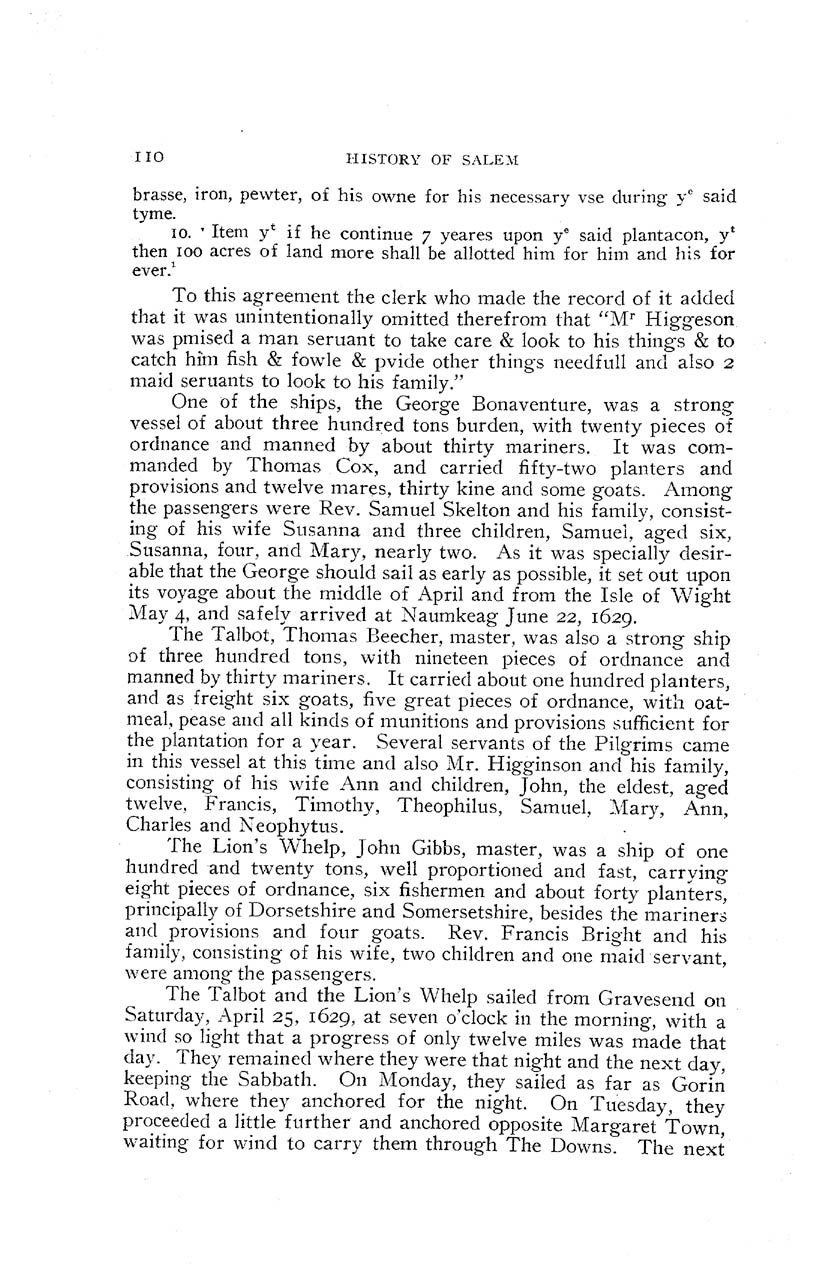 110 HISTORY OF SALEM
brasse, iron, pewter, of his owne for his necessary vse during yᵉ said
tyme.
10. Item yᵗ if he continue 7 yeares upon yᵉ said plantacon, yᵗ
then 100 acres of land more shall be allotted him for him and his for
ever.¹
To this agreement the clerk who made the record of it added
that it was unintentionally omitted therefrom that “Mʳ Higgeson
was pmised a man seruant to take care & look to his things & to
catch him fish & fowle & pvide other things needfull and also 2
maid seruants to look to his family.”
One of the ships, the George Bonaventure, was a strong
vessel of about three hundred tons burden, with twenty pieces of
ordnance and manned by about thirty mariners. It was com-
manded by Thomas Cox, and carried fifty-two planters and
provisions and twelve mares, thirty kine and some goats. Among
the passengers were Rev. Samuel Skelton and his family, consist-
ing of his wife Susanna and three children, Samuel, aged six,
Susanna, four, and Mary, nearly two. As it was specially desir-
able that the George should sail as early as possible, it set out upon
its voyage about the middle of April and from the Isle of Wight
May 4, and safely arrived at Naumkeag June 22, 1629.
The Talbot, Thomas Beecher, master, was also a strong ship
of three hundred tons, with nineteen pieces of ordnance and
manned by thirty mariners. It carried about one hundred planters,
and as freight six goats, five great pieces of ordnance, with oat-
meal, pease and all kinds of munitions and provisions sufficient for
the plantation for a year. Several servants of the Pilgrims came
in this vessel at this time and also Mr. Higginson and his family,
consisting of his wife Ann and children, John, the eldest, aged
twelve, Francis, Timothy, Theophilus, Samuel, Mary, Ann,
Charles and Neophytus.
The Lion’s Whelp, John Gibbs, master, was a ship of one
hundred and twenty tons, well proportioned and fast, carrying
eight pieces of ordnance, six fishermen and about forty planters,
principally of Dorsetshire and Somersetshire, besides the mariners
and provisions and four goats. Rev. Francis Bright and his
family, consisting of his wife, two children and one maid servant,
were among the passengers.
The Talbot and the Lion’s Whelp sailed from Gravesend on
Saturday, April 25, 1629, at seven o’clock in the morning, with a
wind so light that a progress of only twelve miles was made that
day. They remained where they were that night and the next day,
keeping the Sabbath. On Monday, they sailed as far as Gorin
Road, where they anchored for the night. On Tuesday, they
proceeded a little further and anchored opposite Margaret Town,
waiting for wind to carry them through The Downs. The next